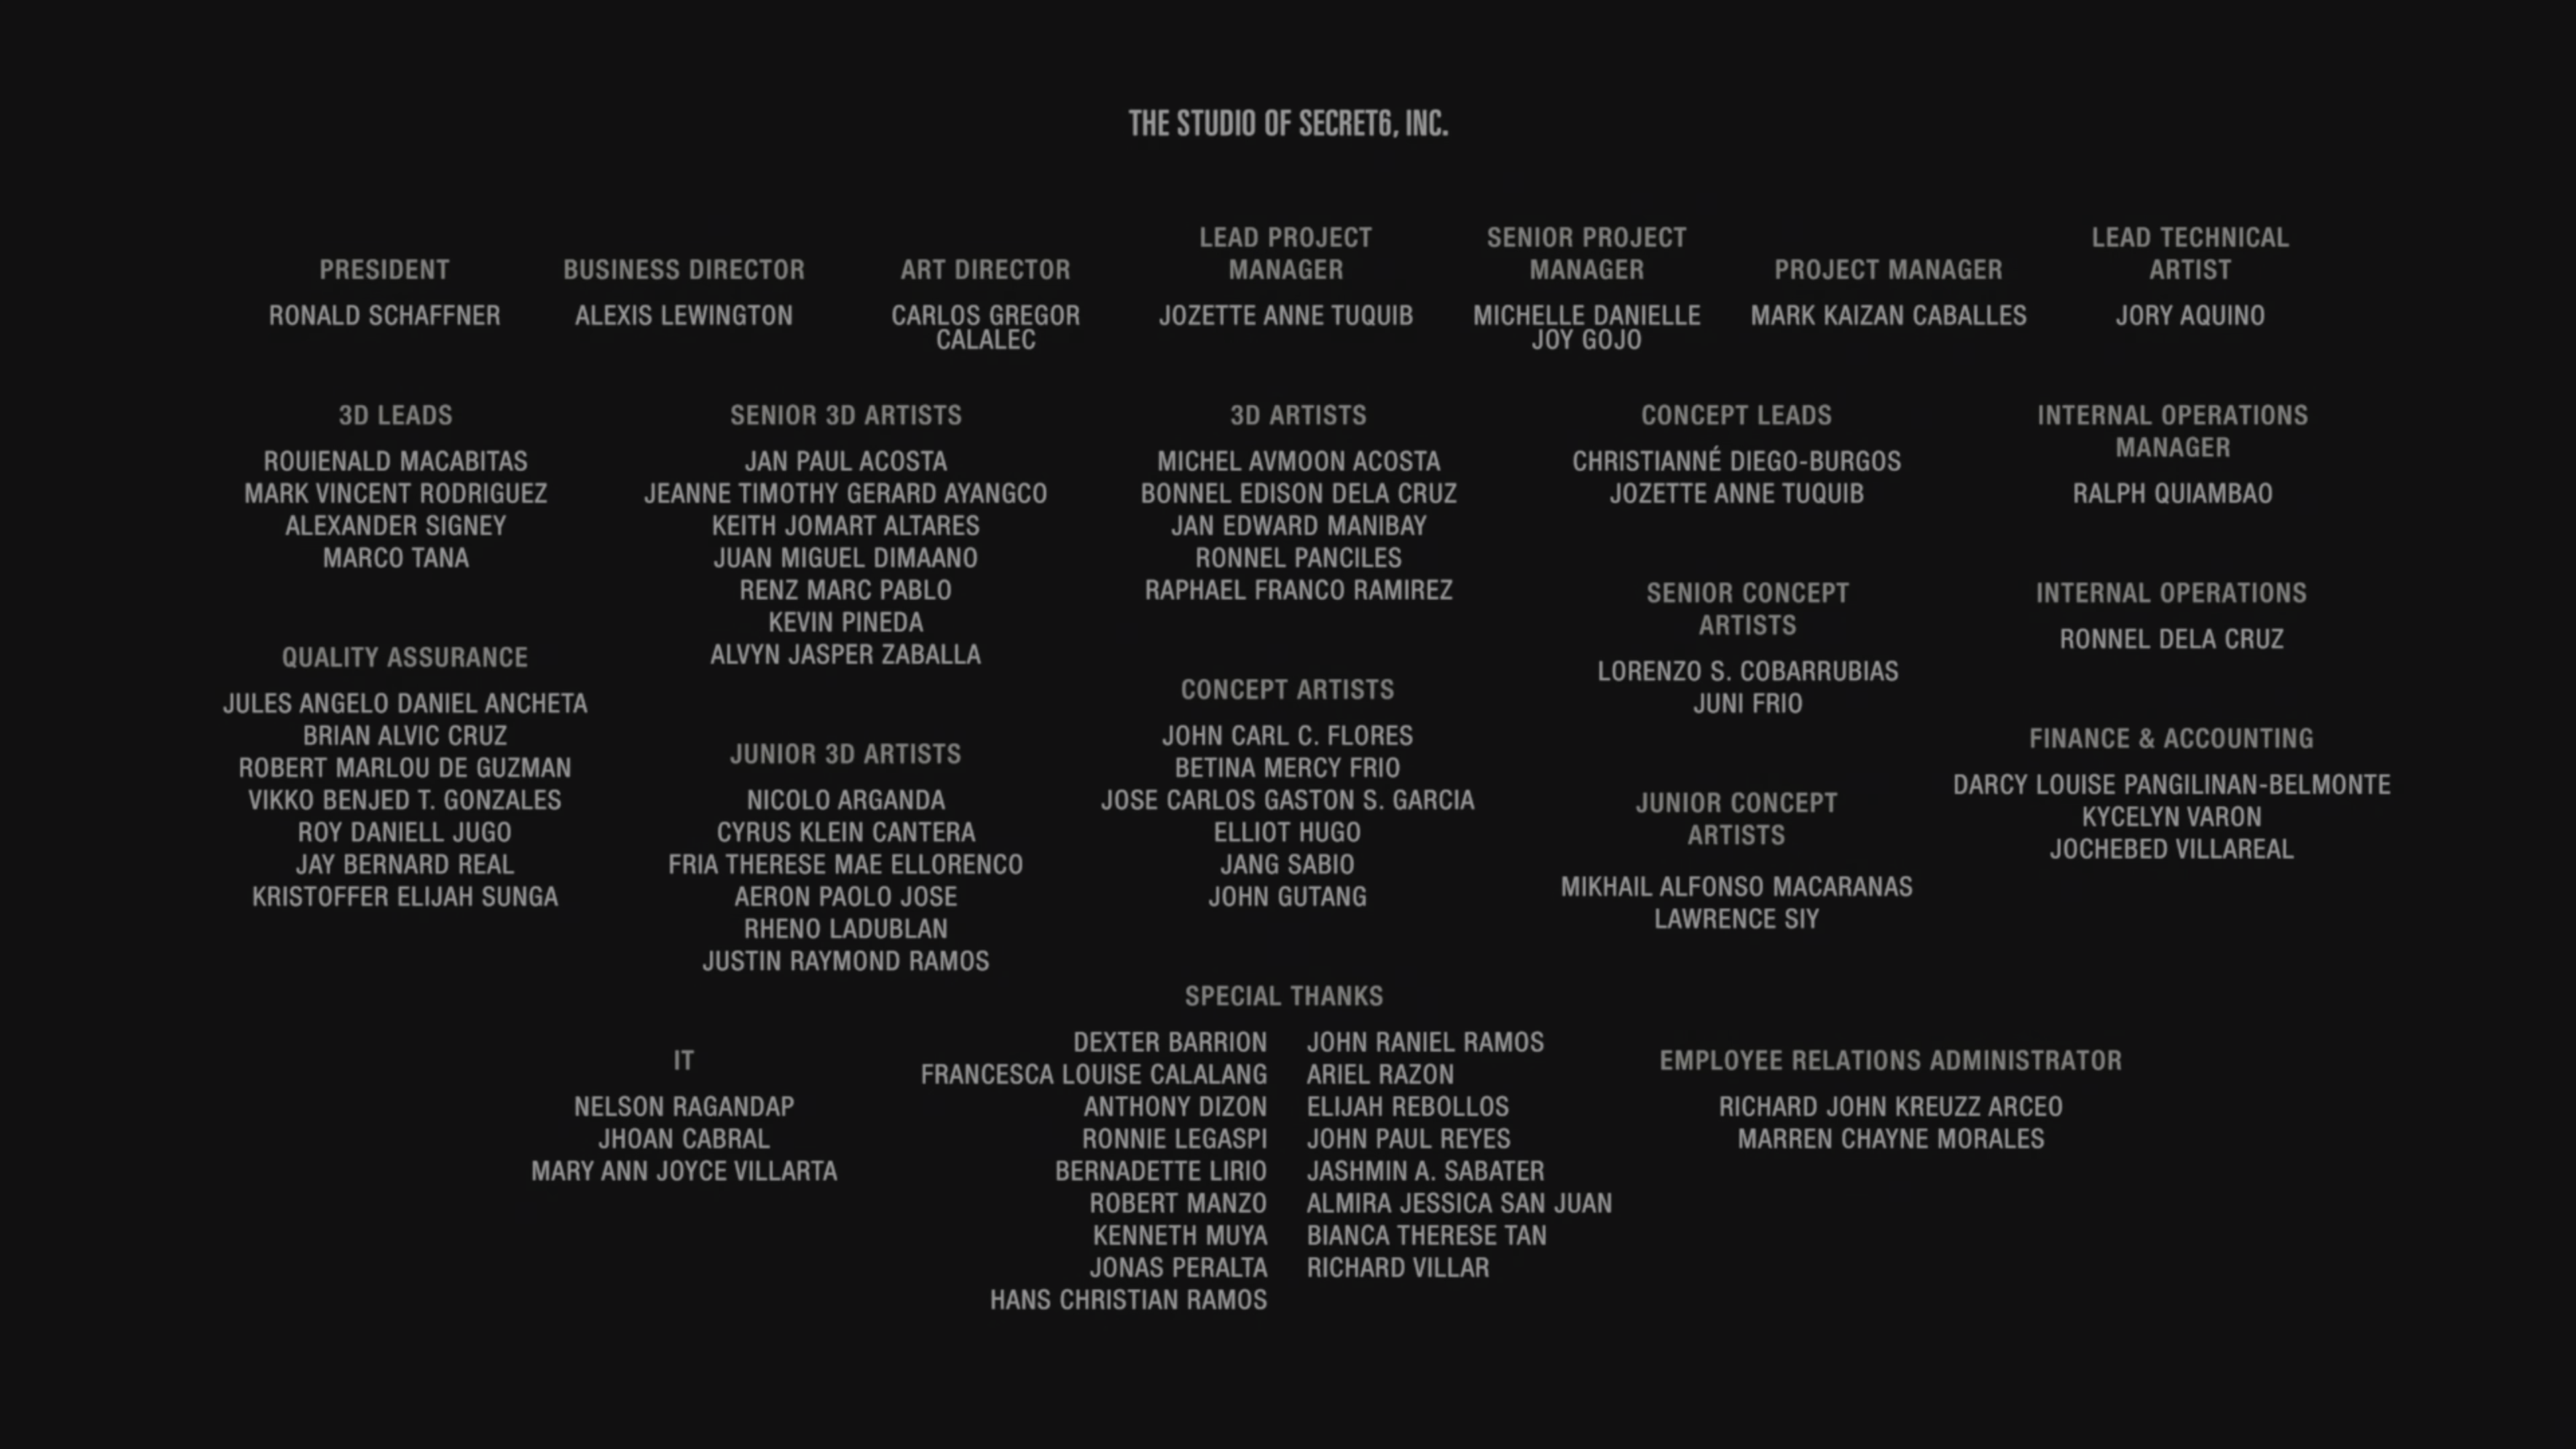 THE STUDIO OF SECRET6, INC.
PRESIDENT
RONALD SCHAFFNER
BUSINESS DIRECTOR
ALEXIS LEWINGTON
ART DIRECTOR
CARLOS GREGOR
CALALEC
LEAD PROJECT
MANAGER
JOZETTE ANNE TUQUIB
SENIOR PROJECT
MANAGER
MICHELLE DANIELLE
JOY GOJO
PROJECT MANAGER
MARK KAIZAN CABALLES
LEAD TECHNICAL
ARTIST
JORY AQUINO
3D LEADS
ROUIENALD MACABITAS
MARK VINCENT RODRIGUEZ
ALEXANDER SIGNEY
MARCO TANA
QUALITY ASSURANCE
JULES ANGELO DANIEL ANCHETA
BRIAN ALVIC CRUZ
ROBERT MARLOU DE GUZMAN
VIKKO BENJED T. GONZALES
ROY DANIELL JUGO
JAY BERNARD REAL
KRISTOFFER ELIJAH SUNGA
SENIOR 3D ARTISTS
JAN PAUL ACOSTA
JEANNE TIMOTHY GERARD AYANGCO
KEITH JOMART ALTARES
JUAN MIGUEL DIMAANO
RENZ MARC PABLO
KEVIN PINEDA
ALVYN JASPER ZABALLA
JUNIOR 3D ARTISTS
NICOLO ARGANDA
CYRUS KLEIN CANTERA
FRIA THERESE MAE ELLORENCO
AERON PAOLO JOSE
RHENO LADUBLAN
JUSTIN RAYMOND RAMOS
3D ARTISTS
MICHEL AVMOON ACOSTA
BONNEL EDISON DELA CRUZ
JAN EDWARD MANIBAY
RONNEL PANCILES
RAPHAEL FRANCO RAMIREZ
CONCEPT ARTISTS
JOHN CARL C. FLORES
BETINA MERCY FRIO
JOSE CARLOS GASTON S. GARCIA
ELLIOT HUGO
JANG SABIO
JOHN GUTANG
CONCEPT LEADS
CHRISTIANNÉ DIEGO-BURGOS
JOZETTE ANNE TUQUIB
SENIOR CONCEPT
ARTISTS
LORENZO S. COBARRUBIAS
JUNI FRIO
JUNIOR CONCEPT
ARTISTS
MIKHAIL ALFONSO MACARANAS
LAWRENCE SIY
INTERNAL OPERATIONS
MANAGER
RALPH QUIAMBAO
INTERNAL OPERATIONS
RONNEL DELA CRUZ
FINANCE & ACCOUNTING
DARCY LOUISE PANGILINAN-BELMONTE
KYCELYN VARON
JOCHEBED VILLAREAL
IT
NELSON RAGANDAP
JHOAN CABRAL
MARY ANN JOYCE VILLARTA
SPECIAL THANKS
DEXTER BARRION
FRANCESCA LOUISE CALALANG
ANTHONY DIZON
RONNIE LEGASPI
BERNADETTE LIRIO
ROBERT MANZO
KENNETH MUYA
JONAS PERALTA
HANS CHRISTIAN RAMOS
JOHN RANIEL RAMOS
ARIEL RAZON
ELIJAH REBOLLOS
JOHN PAUL REYES
JASHMIN A. SABATER
ALMIRA JESSICA SAN JUAN
BIANCA THERESE TAN
RICHARD VILLAR
EMPLOYEE RELATIONS ADMINISTRATOR
RICHARD JOHN KREUZZ ARCEO
MARREN CHAYNE MORALES